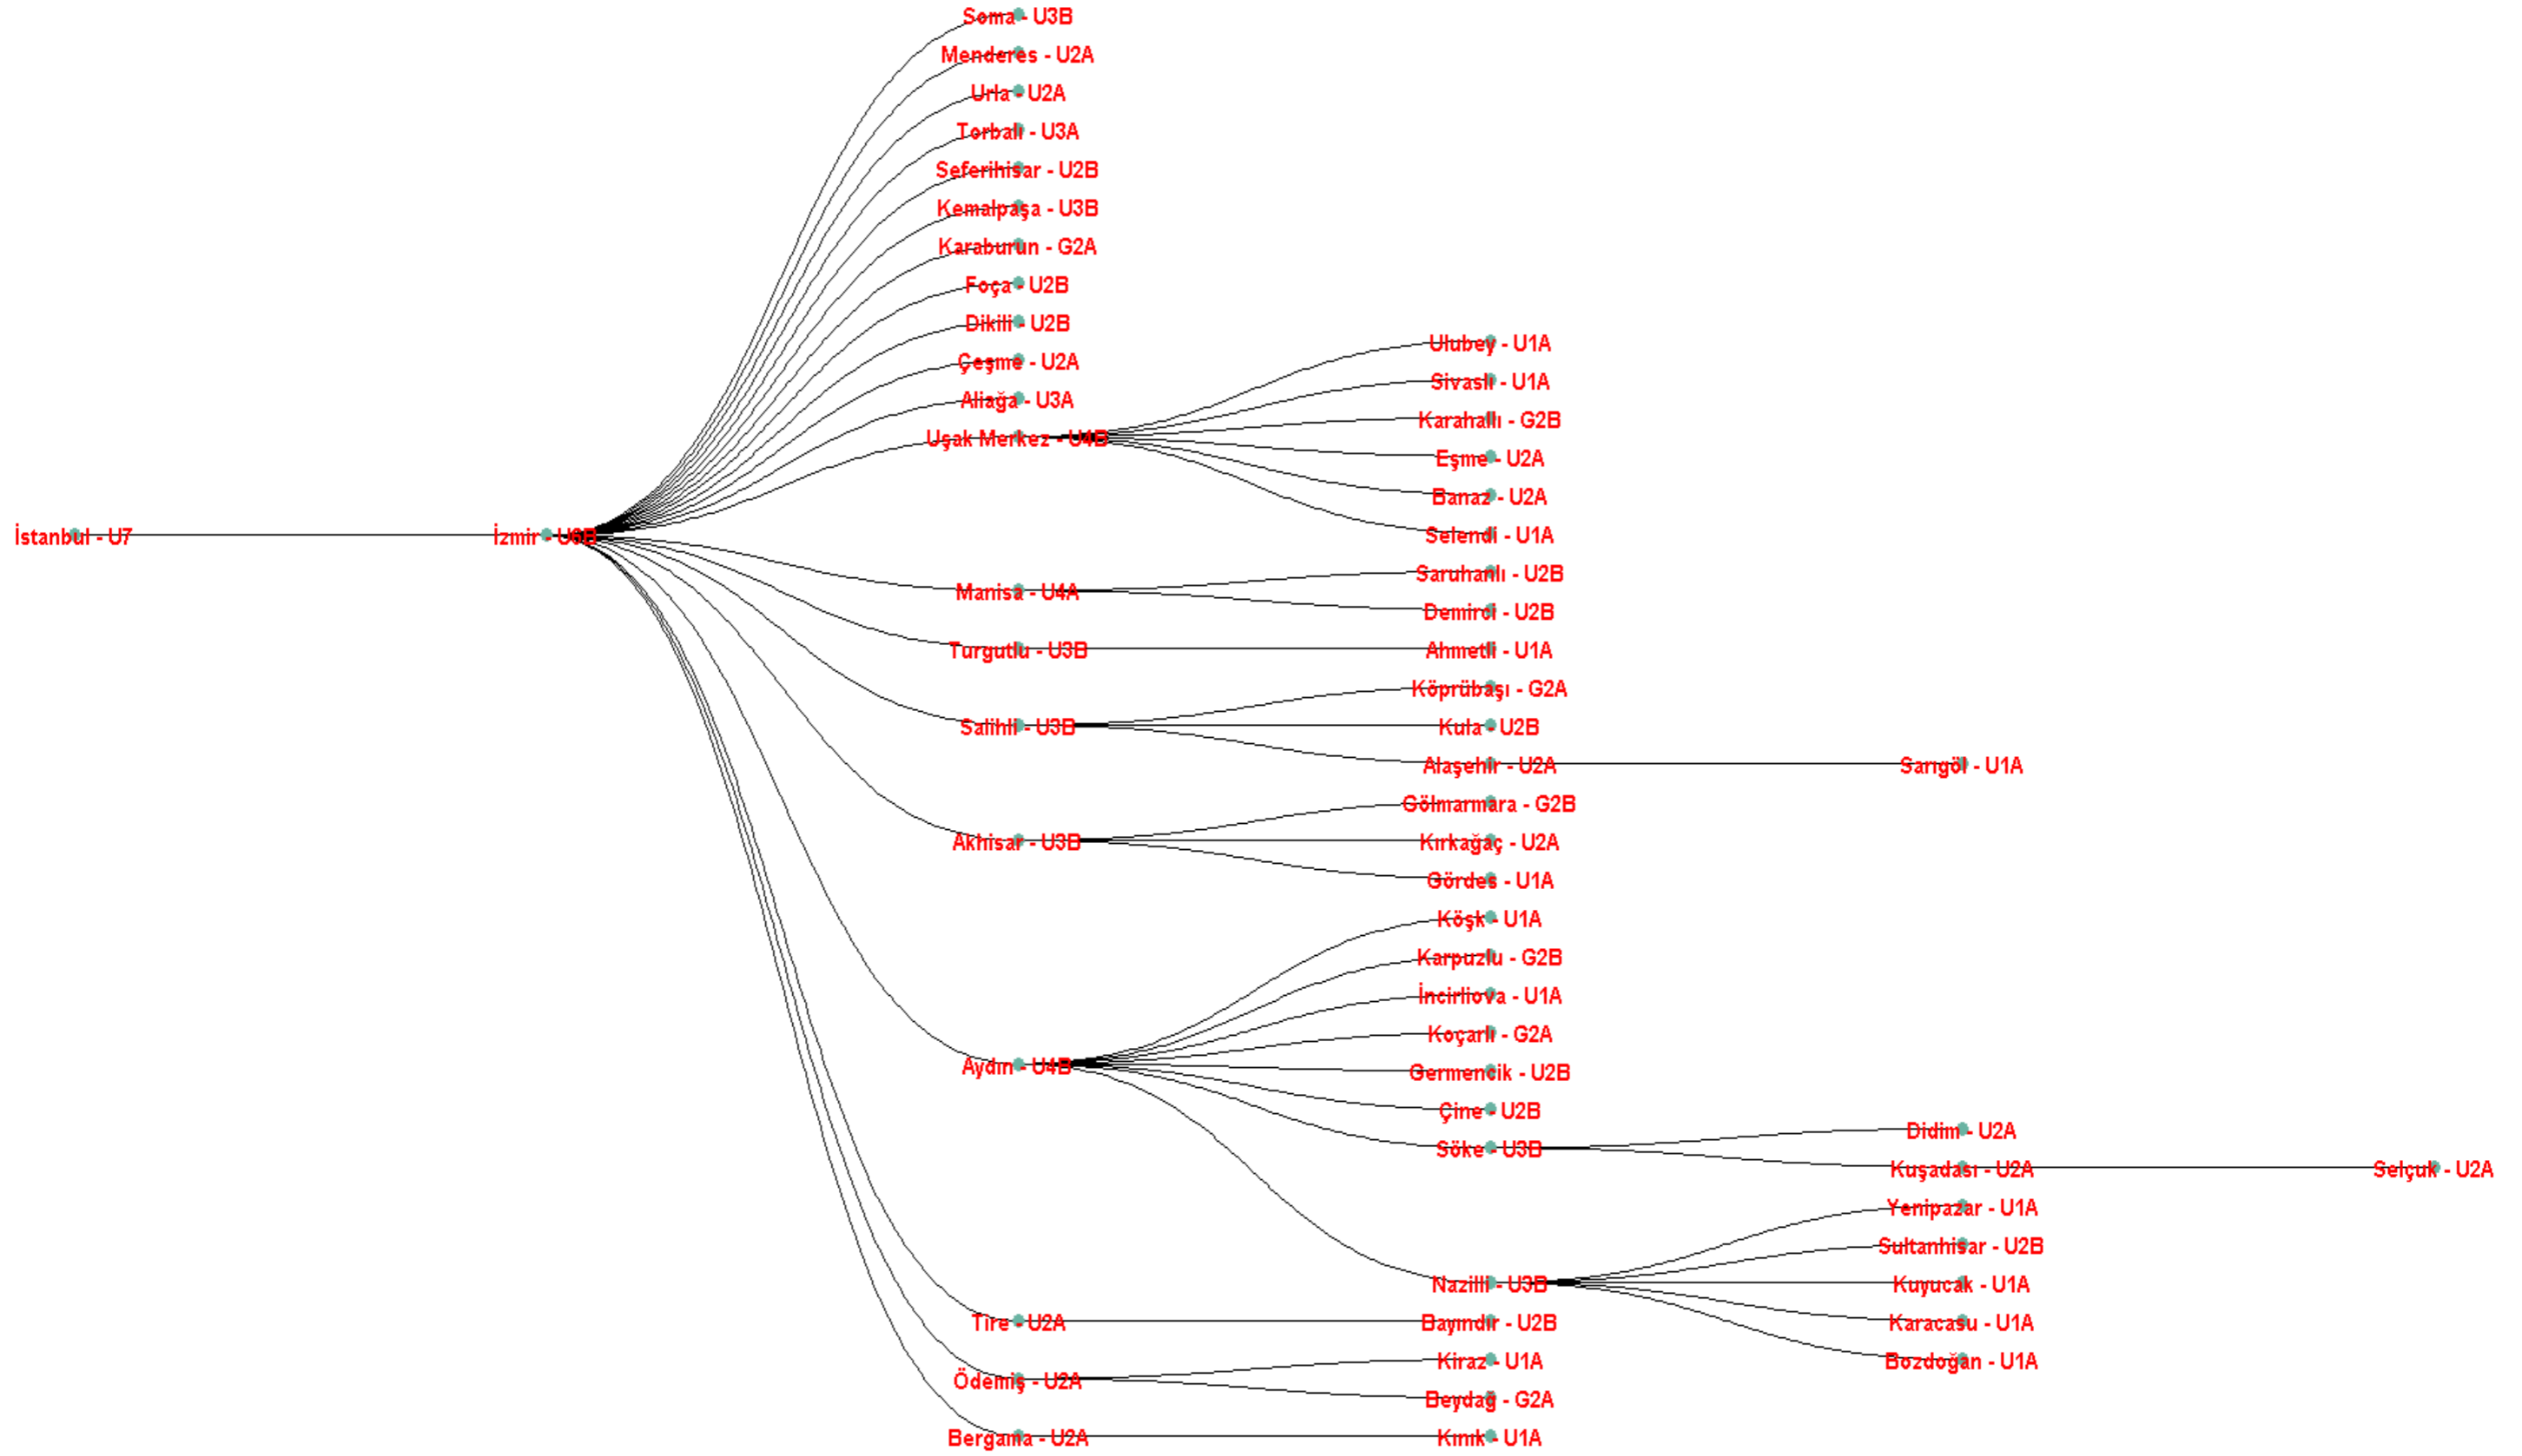 İstanbul - U7
İzmir - U6B
Soma - U3B
Menderes - U2A
Urla - U2A
Torbalı - U3A
Seferihisar - U2B
Kemalpaşa - U3B
Karaburun - G2A
Foça - U2B
Dikili - U2B
Çeşme - U2A
Aliağa - U3A
Uşak Merkez - U4B
Manisa - U4A
Turgutlu - U3B
Salihli - U3B
Akhisar - U3B
Aydın - U4B
Tire - U2A
Ödemiş - U2A
Bergama - U2A
Ulubey - U1A
Sivaslı - U1A
Karahallı - G2B
Eşme - U2A
Banaz - U2A
Selendi - U1A
Saruhanlı - U2B
Demirci - U2B
Ahmetli - U1A
Köprübaşı - G2A
Kula - U2B
Alaşehir - U2A
Gölmarmara - G2B
Kırkağaç - U2A
Gördes - U1A
Köşk - U1A
Karpuzlu - G2B
İncirliova - U1A
Koçarlı - G2A
Germencik - U2B
Çine - U2B
Söke - U3B
Nazilli - U3B
Bayındır - U2B
Kiraz - U1A
Beydağ - G2A
Kınık - U1A
Sarıgöl - U1A
Didim - U2A
Kuşadası - U2A
Yenipazar - U1A
Sultanhisar - U2B
Kuyucak - U1A
Karacasu - U1A
Bozdoğan - U1A
Selçuk - U2A